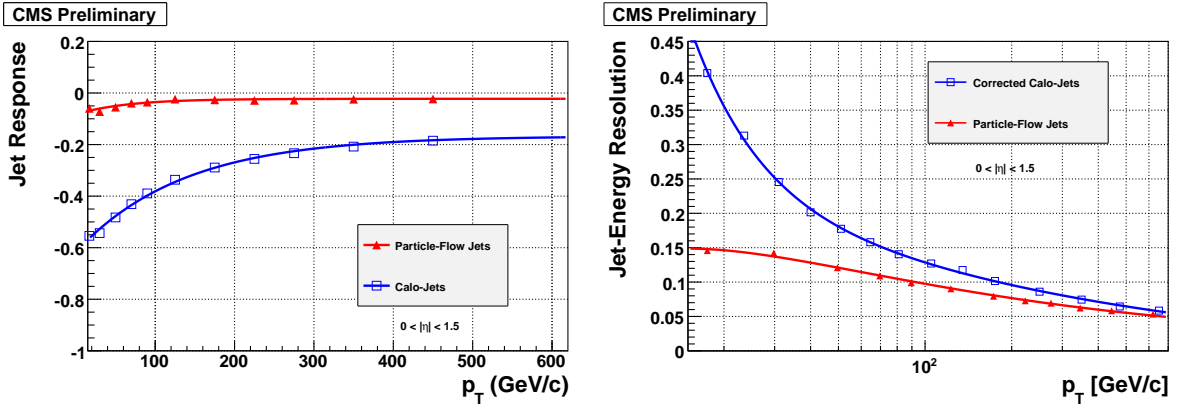 CMS Preliminary
Jet Response
0.2
0
-0.2
-0.4
-0.6
-0.8
-1
Particle-Flow Jets
Calo-Jets
0 < |η| < 1.5
100 200 300 400 500 600
p_T (GeV/c)
CMS Preliminary
Jet-Energy Resolution
0.45
0.4
0.35
0.3
0.25
0.2
0.15
0.1
0.05
0
Corrected Calo-Jets
Particle-Flow Jets
0 < |η| < 1.5
10²
p_T [GeV/c]